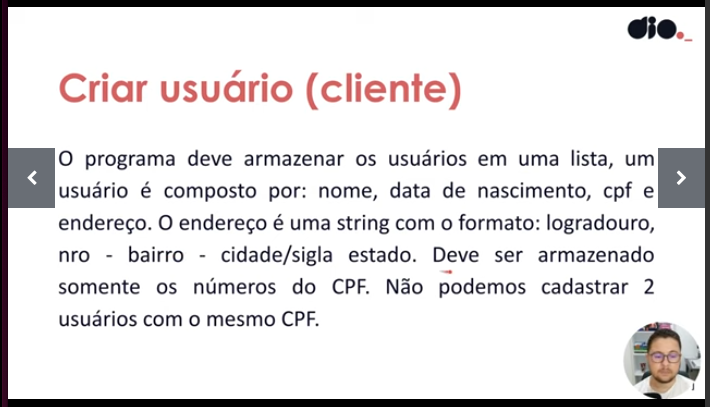 dio._
Criar usuário (cliente)
O programa deve armazenar os usuários em uma lista, um
usuário é composto por: nome, data de nascimento, cpf e
endereço. O endereço é uma string com o formato: logradouro,
nro - bairro - cidade/sigla estado. Deve ser armazenado
somente os números do CPF. Não podemos cadastrar 2
usuários com o mesmo CPF.